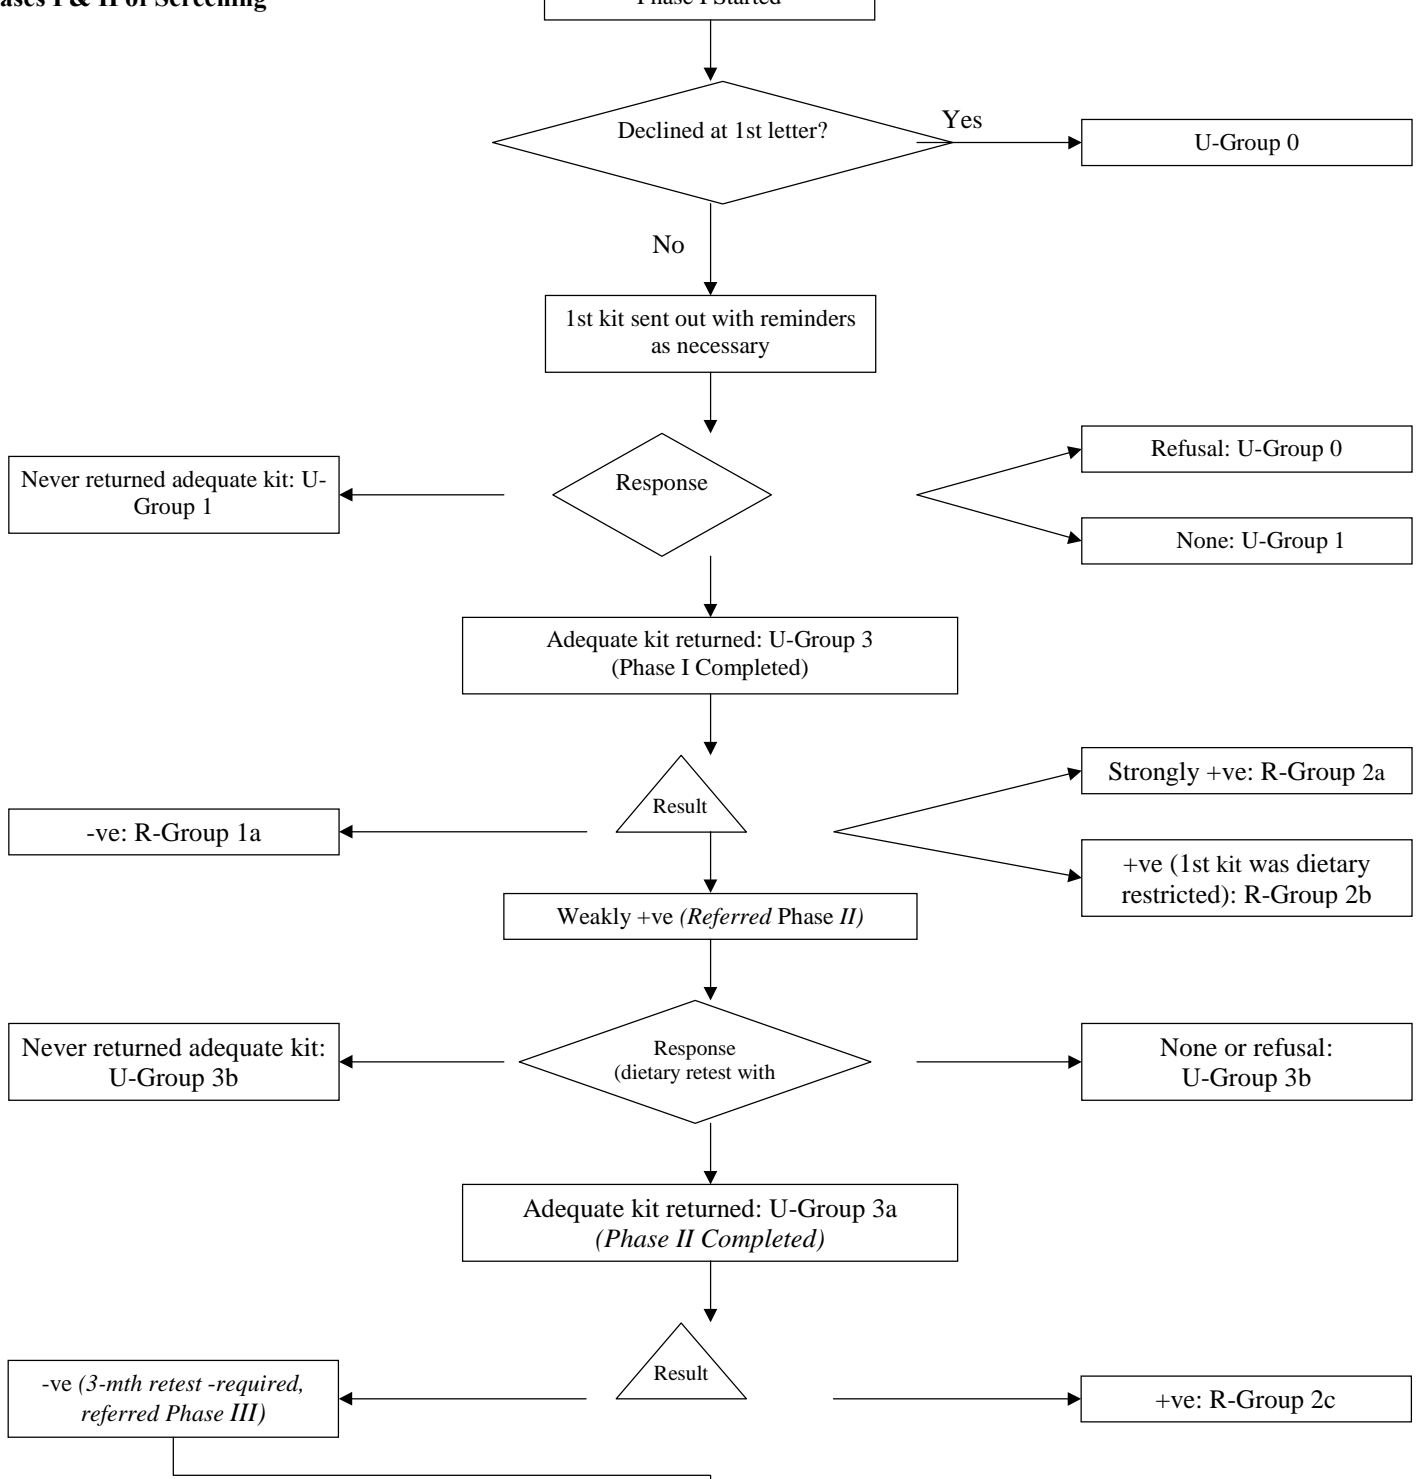 & II of Screening
Phase I Started
Declined at 1st letter?
Yes
U-Group 0
No
1st kit sent out with reminders
as necessary
Never returned adequate kit: U-
Group 1
Response
Refusal: U-Group 0
None: U-Group 1
Adequate kit returned: U-Group 3
(Phase I Completed)
-ve: R-Group 1a
Result
Strongly +ve: R-Group 2a
+ve (1st kit was dietary
restricted): R-Group 2b
Weakly +ve (Referred Phase II)
Never returned adequate kit:
U-Group 3b
Response
(dietary retest with
None or refusal:
U-Group 3b
Adequate kit returned: U-Group 3a
(Phase II Completed)
-ve (3-mth retest -required,
referred Phase III)
Result
+ve: R-Group 2c